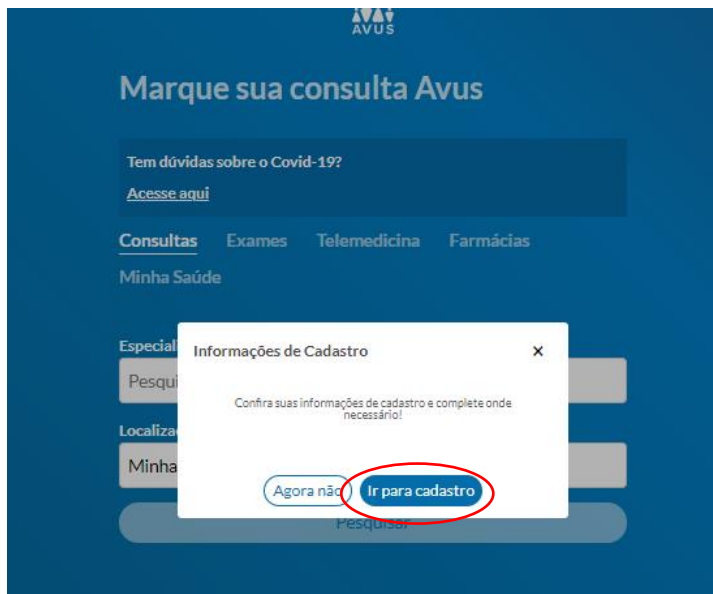 AVUS
Marque sua consulta Avus
Tem dúvidas sobre o Covid-19?
Acesse aqui
Consultas Exames Telemedicina Farmácias
Minha Saúde
Informações de Cadastro
Confira suas informações de cadastro e complete onde
necessário!
Minha
Agora não Ir para cadastro
Pesquisar